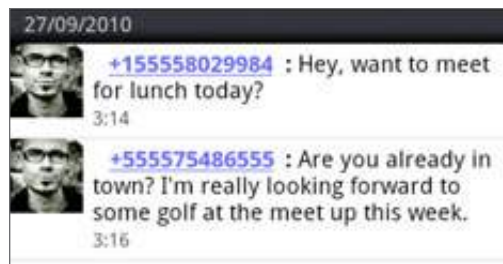 27/09/2010
+155558029984 : Hey, want to meet
for lunch today?
3:14
+555575486555 : Are you already in
town? I'm really looking forward to
some golf at the meet up this week.
3:16